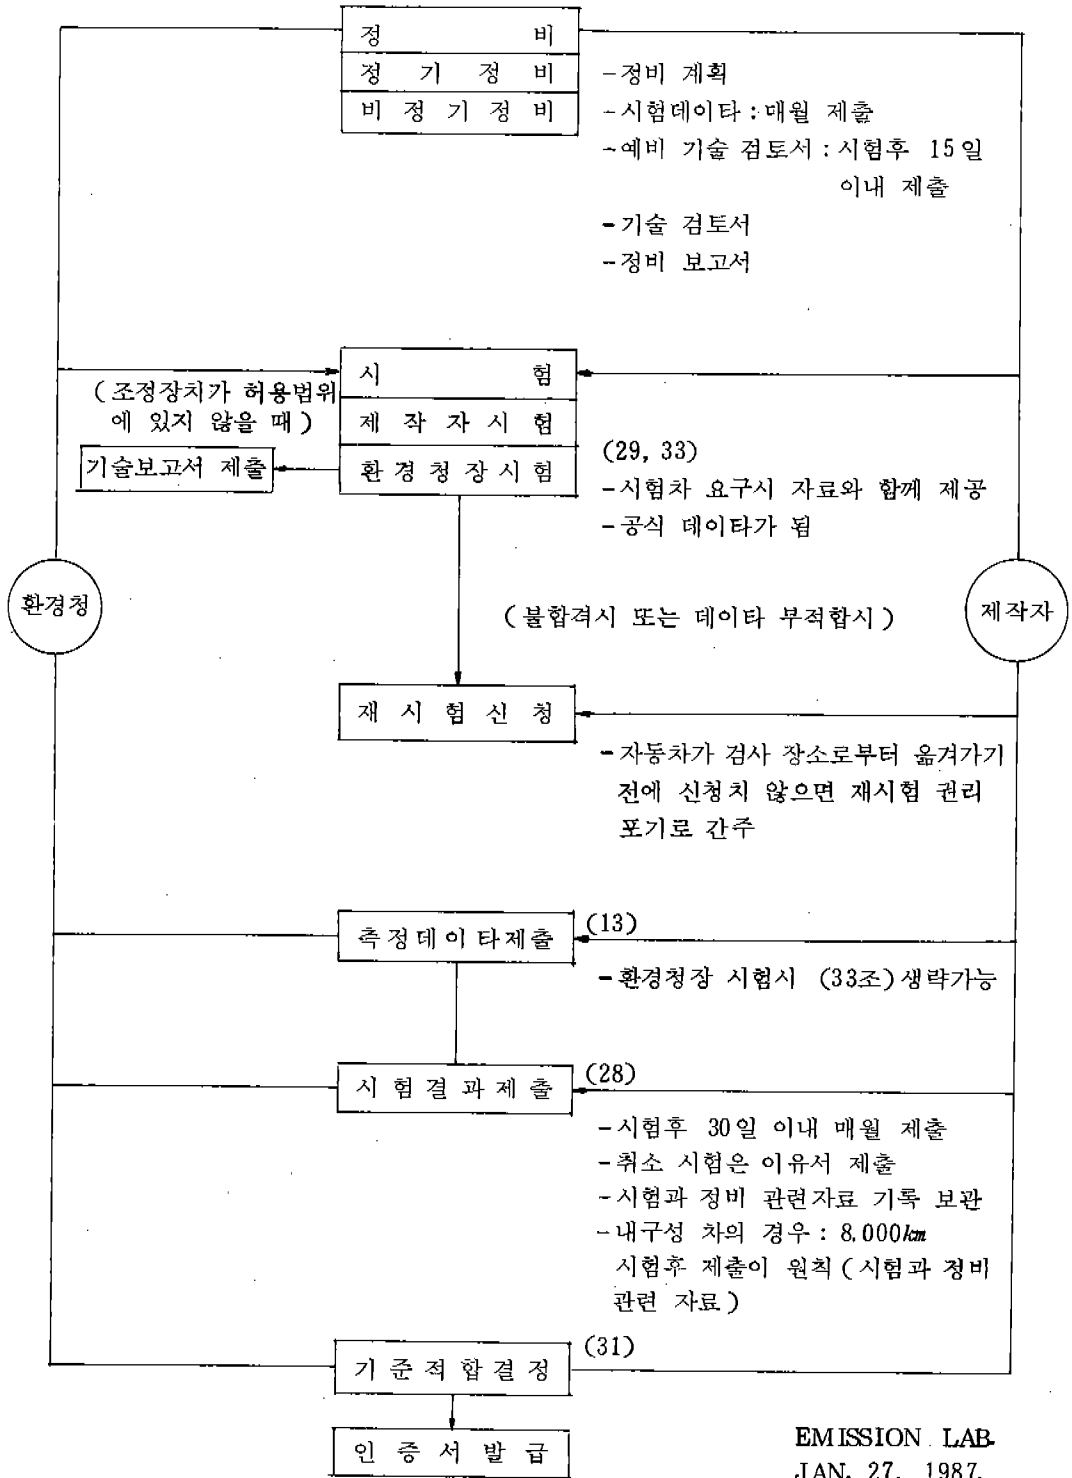 정 비
정 기 정 비
비 정 기 정 비
-정비 계획
-시험데이타 : 매월 제출
-예비 기술 검토서 : 시험후 15일
이내 제출
-기술 검토서
-정비 보고서
시 험
제 작 자 시 험
환 경 청 장 시 험
(조정장치가 허용범위
에 있지 않을 때)
기술보고서 제출
(29, 33)
-시험차 요구시 자료와 함께 제공
-공식 데이타가 됨
환경청
제작자
(불합격시 또는 데이타 부적합시)
재 시 험 신 청
-자동차가 검사 장소로부터 옮겨가기
전에 신청치 않으면 재시험 권리
포기로 간주
측 정 데 이 타 제 출
(13)
-환경청장 시험시 (33조) 생략가능
시 험 결 과 제 출
(28)
-시험후 30일 이내 매월 제출
-취소 시험은 이유서 제출
-시험과 정비 관련자료 기록 보관
-내구성 차의 경우 : 8,000km
시험후 제출이 원칙 (시험과 정비
관련 자료)
기 준 적 합 결 정
(31)
인 증 서 발 급
EMISSION LAB.
JAN. 27, 1987.